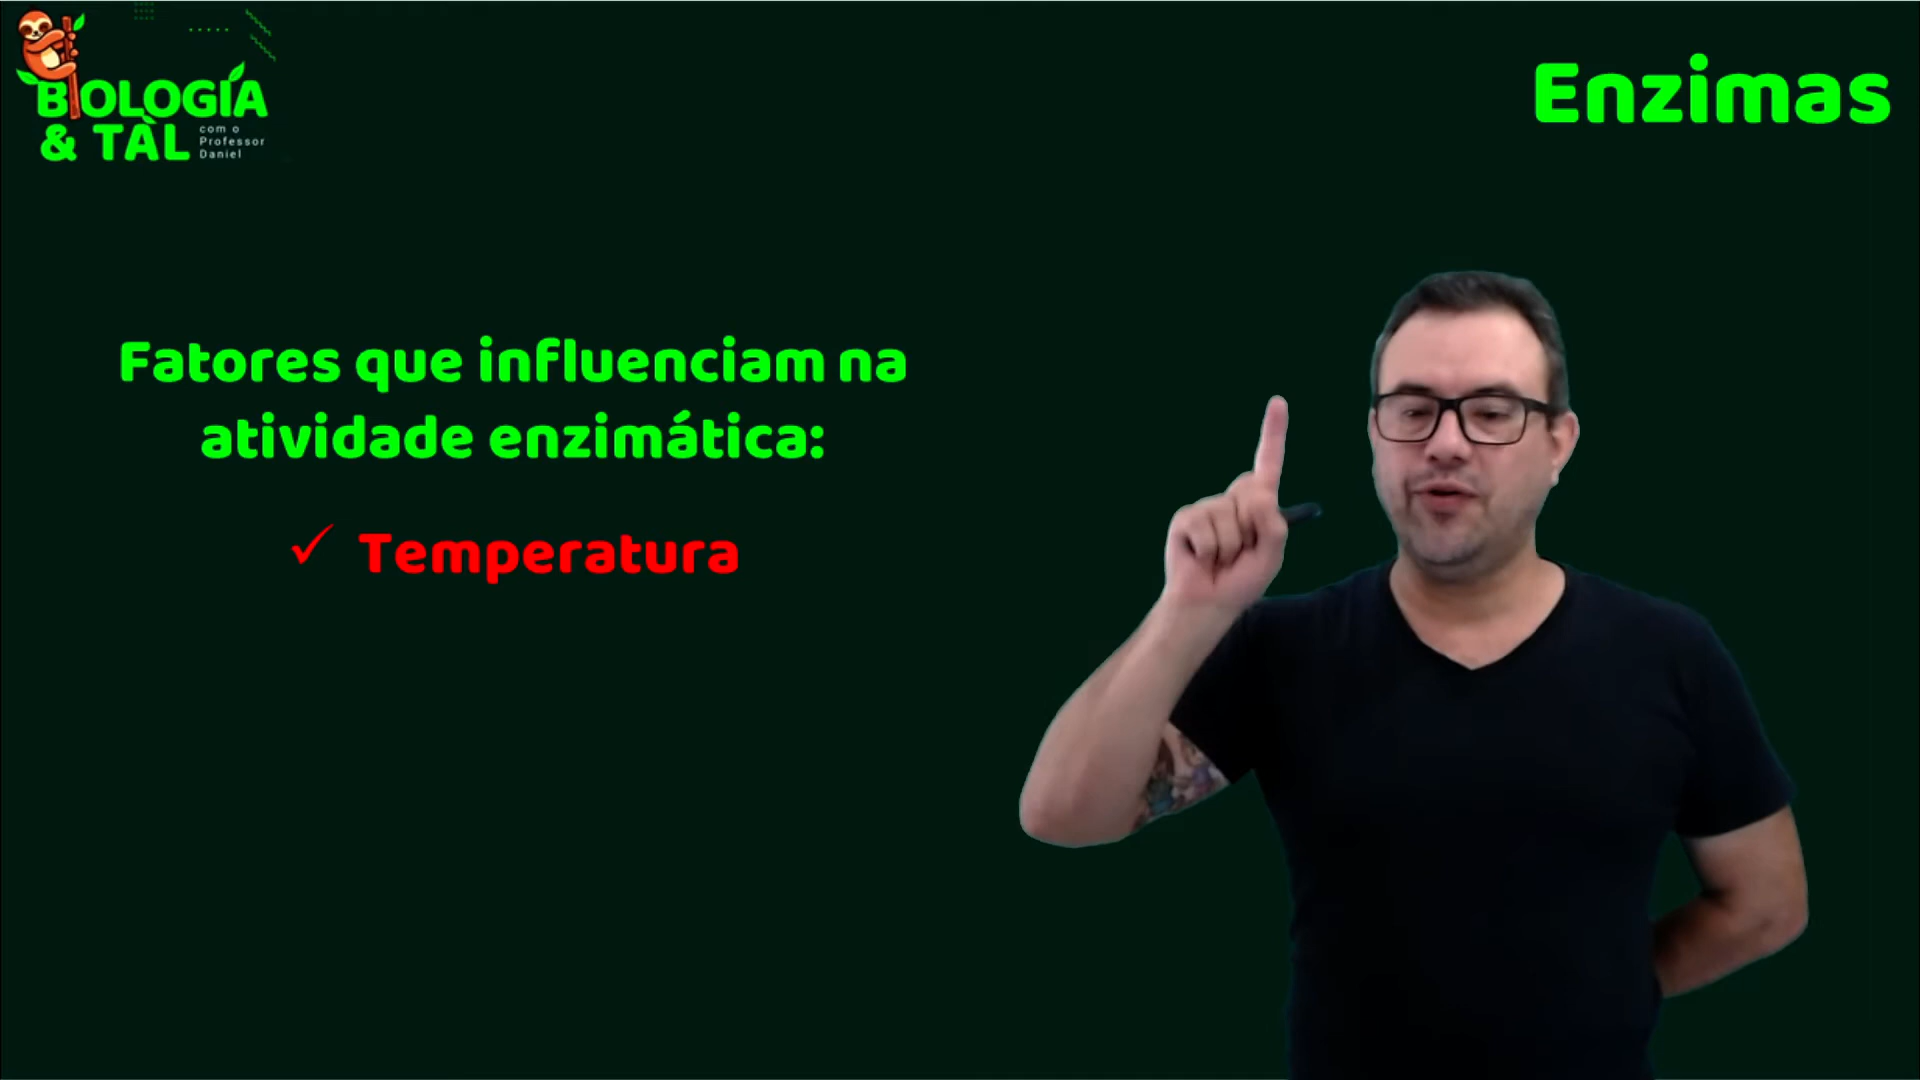 BIOLOGIA
& TAL
com o
Professor
Daniel
Enzimas
Fatores que influenciam na
atividade enzimática:
✓ Temperatura